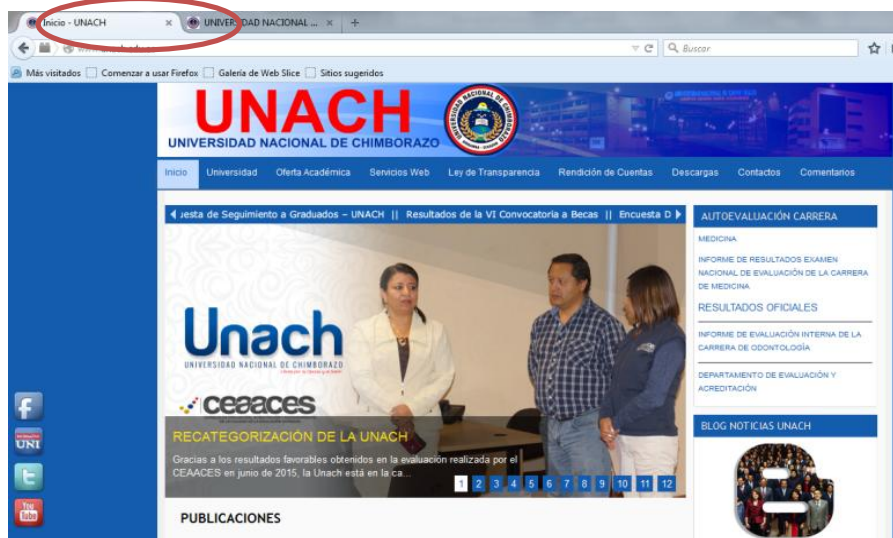 Inicio - UNACH
UNIVERSIDAD NACIONAL ...
Buscar
Más visitados
Comenzar a usar Firefox
Galería de Web Slice
Sitios sugeridos
UNACH
UNIVERSIDAD NACIONAL DE CHIMBORAZO
Inicio Universidad Oferta Académica Servicios Web Ley de Transparencia Rendición de Cuentas Descargas Contactos Comentarios
uesta de Seguimiento a Graduados – UNACH || Resultados de la VI Convocatoria a Becas || Encuesta D
Unach
UNIVERSIDAD NACIONAL DE CHIMBORAZO
ceaaces
RECATEGORIZACIÓN DE LA UNACH
Gracias a los resultados favorables obtenidos en la evaluación realizada por el
CEAACES en junio de 2015, la Unach está en la ca...
1 2 3 4 5 6 7 8 9 10 11 12
PUBLICACIONES
AUTOEVALUACIÓN CARRERA
MEDICINA
INFORME DE RESULTADOS EXAMEN
NACIONAL DE EVALUACIÓN DE LA CARRERA
DE MEDICINA
RESULTADOS OFICIALES
INFORME DE EVALUACIÓN INTERNA DE LA
CARRERA DE ODONTOLOGÍA
DEPARTAMENTO DE EVALUACIÓN Y
ACREDITACIÓN
BLOG NOTICIAS UNACH
f
UNI
t
You
Tube